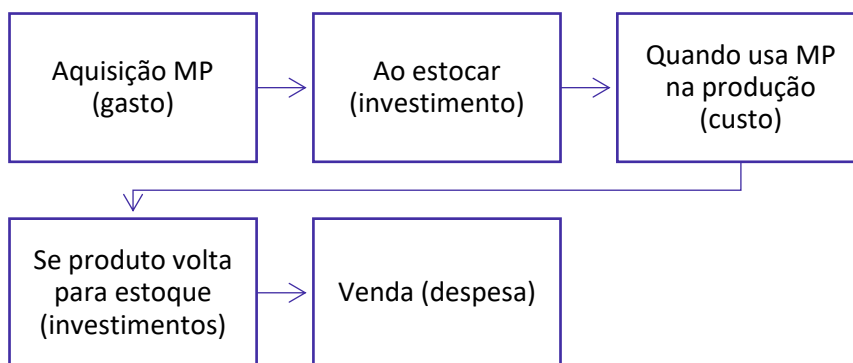 Aquisição MP
(gasto)
Ao estocar
(investimento)
Quando usa MP
na produção
(custo)
Se produto volta
para estoque
(investimentos)
Venda (despesa)